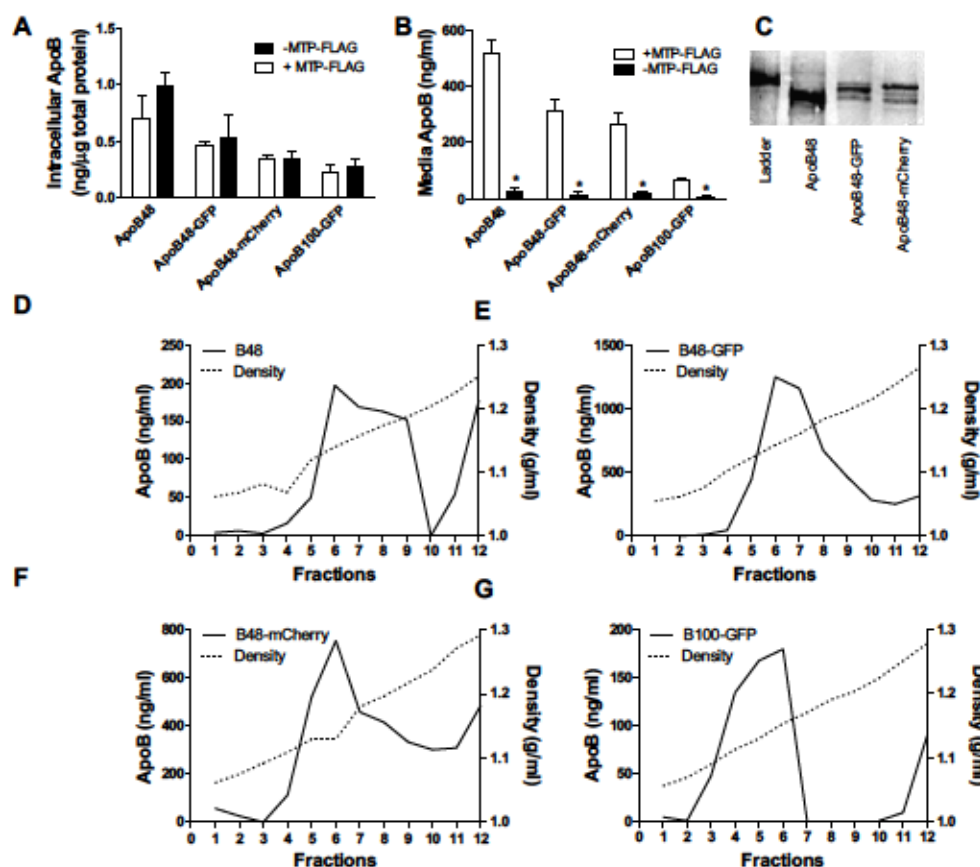 A
Intracellular ApoB
(ng/μg total protein)
1.5
1.0
0.5
0.0
-MTP-FLAG
+ MTP-FLAG
ApoB48
ApoB48-GFP
ApoB48-mCherry
ApoB100-GFP
B
Media ApoB (ng/ml)
600
400
200
0
+MTP-FLAG
-MTP-FLAG
* * * *
ApoB48
ApoB48-GFP
ApoB48-mCherry
ApoB100-GFP
C
Ladder
ApoB48
ApoB48-GFP
ApoB48-mCherry
D
ApoB (ng/ml)
250
200
150
100
50
0
B48
Density
1.3
1.2
1.1
1.0
Density (g/ml)
0 1 2 3 4 5 6 7 8 9 10 11 12
Fractions
E
ApoB (ng/ml)
1500
1000
500
0
B48-GFP
Density
1.3
1.2
1.1
1.0
Density (g/ml)
0 1 2 3 4 5 6 7 8 9 10 11 12
Fractions
F
ApoB (ng/ml)
800
600
400
200
0
B48-mCherry
Density
1.3
1.2
1.1
1.0
Density (g/ml)
0 1 2 3 4 5 6 7 8 9 10 11 12
Fractions
G
ApoB (ng/ml)
200
150
100
50
0
B100-GFP
Density
1.3
1.2
1.1
1.0
Density (g/ml)
0 1 2 3 4 5 6 7 8 9 10 11 12
Fractions